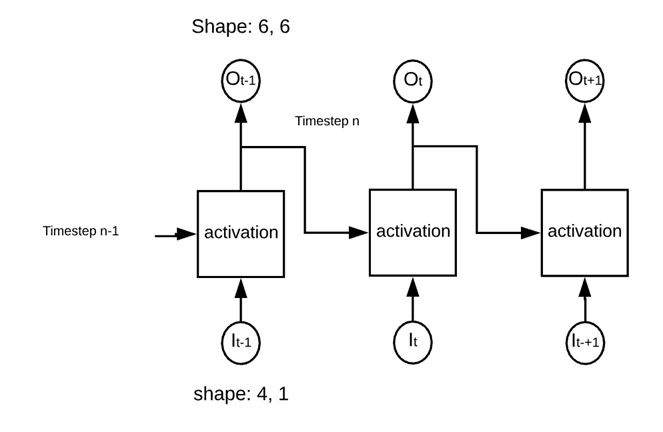 Shape: 6, 6
Ot-1
Ot
Ot+1
Timestep n
Timestep n-1
activation
activation
activation
It-1
It
It-+1
shape: 4, 1